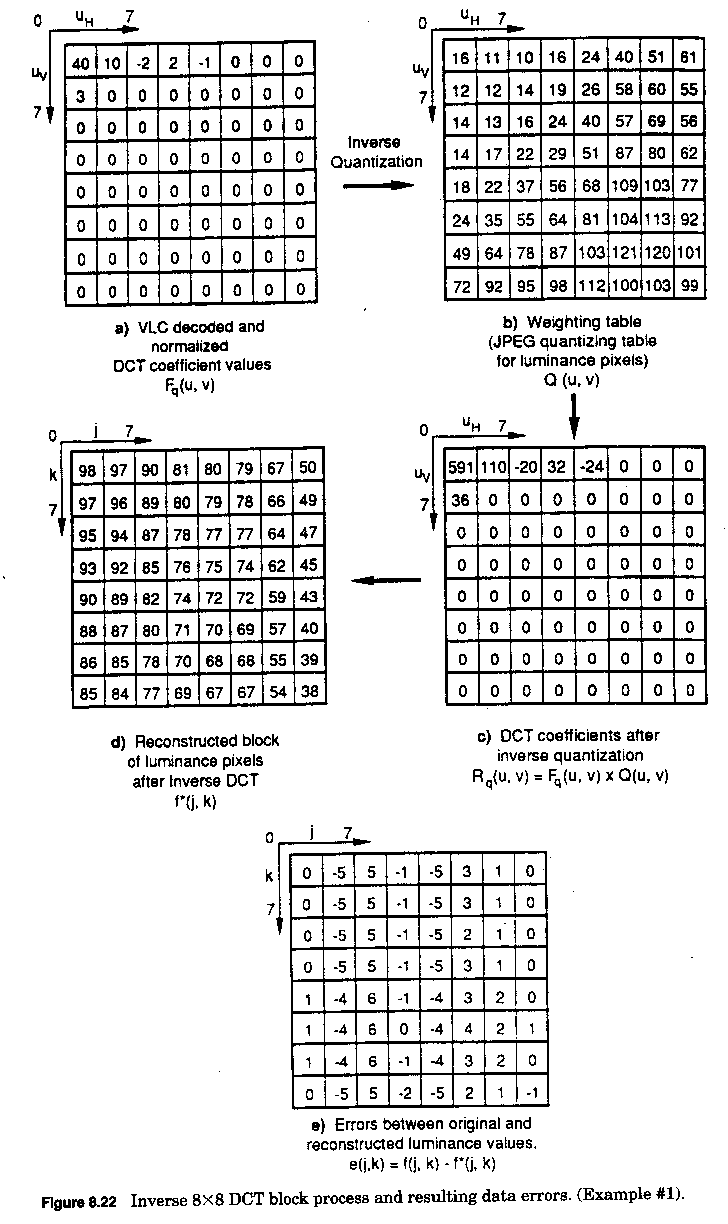 0 uH 7
uV
7
40 10 -2 2 -1 0 0 0
3 0 0 0 0 0 0 0
0 0 0 0 0 0 0 0
0 0 0 0 0 0 0 0
0 0 0 0 0 0 0 0
0 0 0 0 0 0 0 0
0 0 0 0 0 0 0 0
0 0 0 0 0 0 0 0
a) VLC decoded and
normalized
DCT coefficient values
Fq(u, v)
Inverse
Quantization
0 uH 7
uV
7
16 11 10 16 24 40 51 61
12 12 14 19 26 58 60 55
14 13 16 24 40 57 69 56
14 17 22 29 51 87 80 62
18 22 37 56 68 109 103 77
24 35 55 64 81 104 113 92
49 64 78 87 103 121 120 101
72 92 95 98 112 100 103 99
b) Weighting table
(JPEG quantizing table
for luminance pixels)
Q (u, v)
0 j 7
k
7
98 97 90 81 80 79 67 50
97 96 89 80 79 78 66 49
95 94 87 78 77 77 64 47
93 92 85 76 75 74 62 45
90 89 82 74 72 72 59 43
88 87 80 71 70 69 57 40
86 85 78 70 68 68 55 39
85 84 77 69 67 67 54 38
d) Reconstructed block
of luminance pixels
after Inverse DCT
f*(j, k)
0 uH 7
uV
7
591 110 -20 32 -24 0 0 0
36 0 0 0 0 0 0 0
0 0 0 0 0 0 0 0
0 0 0 0 0 0 0 0
0 0 0 0 0 0 0 0
0 0 0 0 0 0 0 0
0 0 0 0 0 0 0 0
0 0 0 0 0 0 0 0
c) DCT coefficients after
inverse quantization
Rq(u, v) = Fq(u, v) x Q(u, v)
0 j 7
k
7
0 -5 5 -1 -5 3 1 0
0 -5 5 -1 -5 3 1 0
0 -5 5 -1 -5 2 1 0
0 -5 5 -1 -5 3 1 0
1 -4 6 -1 -4 3 2 0
1 -4 6 0 -4 4 2 1
1 -4 6 -1 -4 3 2 0
0 -5 5 -2 -5 2 1 -1
e) Errors between original and
reconstructed luminance values.
e(j,k) = f(j, k) - f*(j, k)
Figure 8.22 Inverse 8×8 DCT block process and resulting data errors. (Example #1).